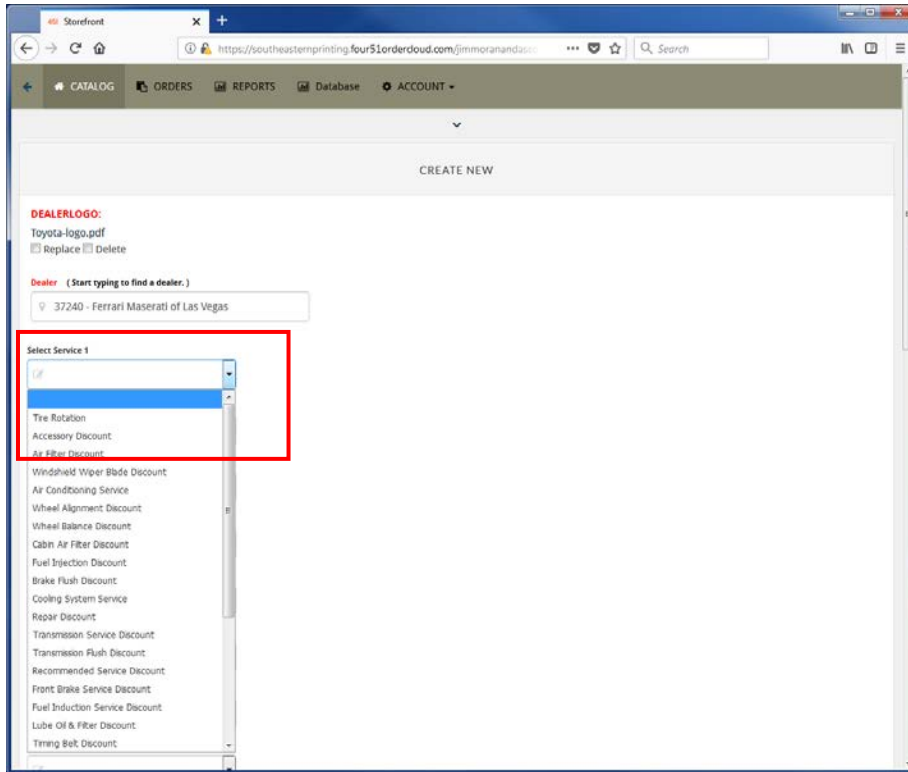 Storefront
https://southeasternprinting.four51ordercloud.com/jimmoranandasso
Search
CATALOG ORDERS REPORTS Database ACCOUNT
CREATE NEW
DEALERLOGO:
Toyota-logo.pdf
Replace Delete
Dealer ( Start typing to find a dealer. )
37240 - Ferrari Maserati of Las Vegas
Select Service 1
Tire Rotation
Accessory Discount
Air Filter Discount
Windshield Wiper Blade Discount
Air Conditioning Service
Wheel Alignment Discount
Wheel Balance Discount
Cabin Air Filter Discount
Fuel Injection Discount
Brake Flush Discount
Cooling System Service
Repair Discount
Transmission Service Discount
Transmission Flush Discount
Recommended Service Discount
Front Brake Service Discount
Fuel Induction Service Discount
Lube Oil & Filter Discount
Timing Belt Discount